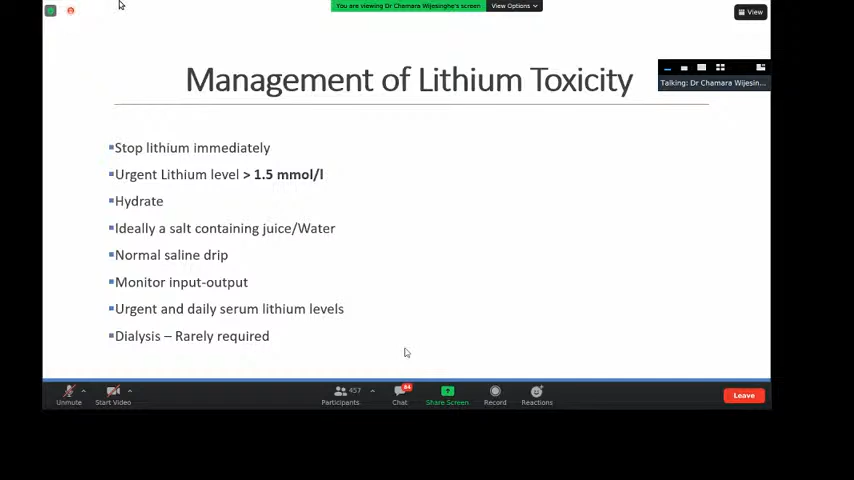 You are viewing Dr Chamara Wijesinghe's screen View Options
View
Management of Lithium Toxicity
Talking: Dr Chamara Wijesin...
▪Stop lithium immediately
▪Urgent Lithium level > 1.5 mmol/l
▪Hydrate
▪Ideally a salt containing juice/Water
▪Normal saline drip
▪Monitor input-output
▪Urgent and daily serum lithium levels
▪Dialysis – Rarely required
457
84
Unmute Start Video Participants Chat Share Screen Record Reactions Leave